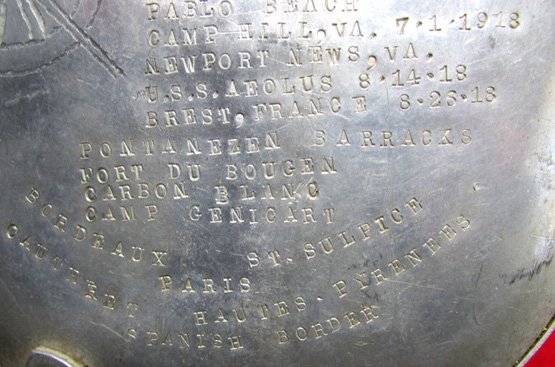 PABLO BEACH
CAMP HILL, VA. 7·1·1918
NEWPORT NEWS, VA.
U.S.S. AEOLUS 8·14·18
BREST, FRANCE 8·26·18
PONTANEZEN BARRACKS
FORT DU BOUGEN
CARBON BLANC
CAMP GENICART
BORDEAUX ST. SULPICE
PARIS
CAUTHRET HAUTES-PYRENEES
SPANISH BORDER